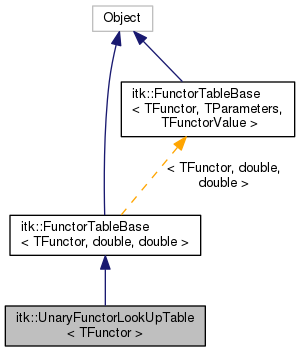 Object
itk::FunctorTableBase
< TFunctor, TParameters,
TFunctorValue >
< TFunctor, double,
double >
itk::FunctorTableBase
< TFunctor, double, double >
itk::UnaryFunctorLookUpTable
< TFunctor >